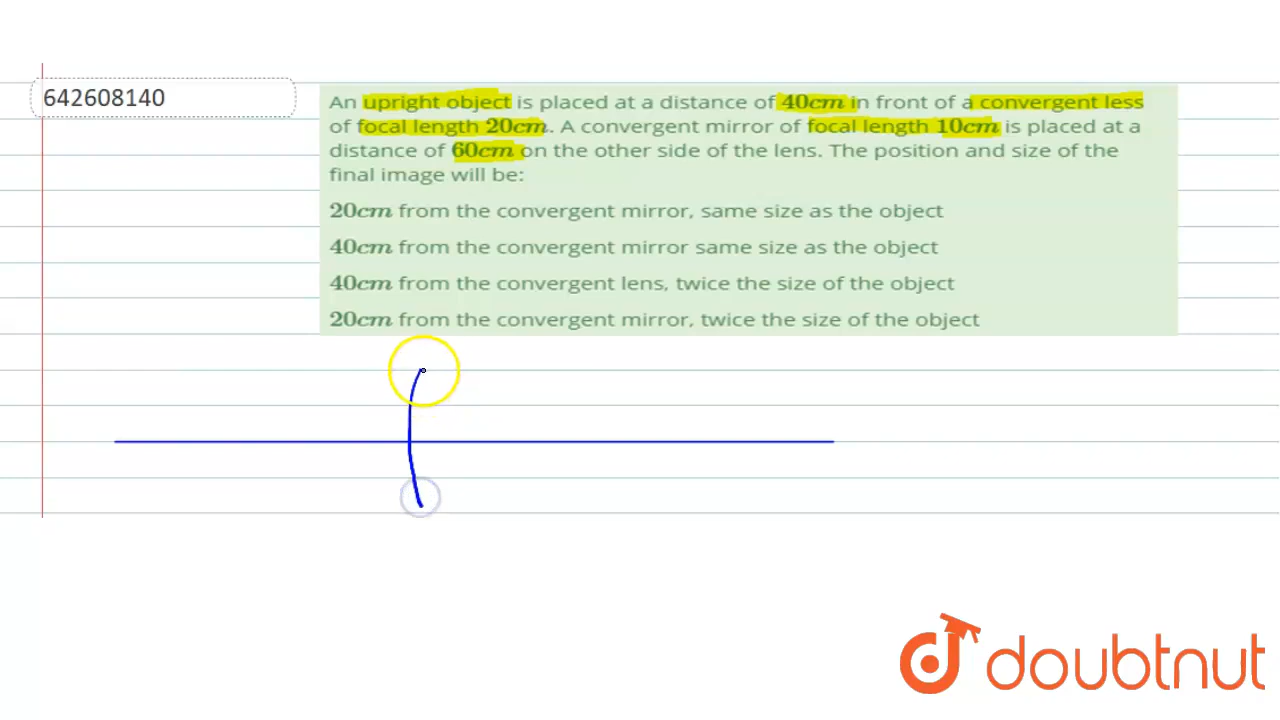 642608140
An upright object is placed at a distance of 40cm in front of a convergent less
of focal length 20cm. A convergent mirror of focal length 10cm is placed at a
distance of 60cm on the other side of the lens. The position and size of the
final image will be:
20cm from the convergent mirror, same size as the object
40cm from the convergent mirror same size as the object
40cm from the convergent lens, twice the size of the object
20cm from the convergent mirror, twice the size of the object
doubtnut